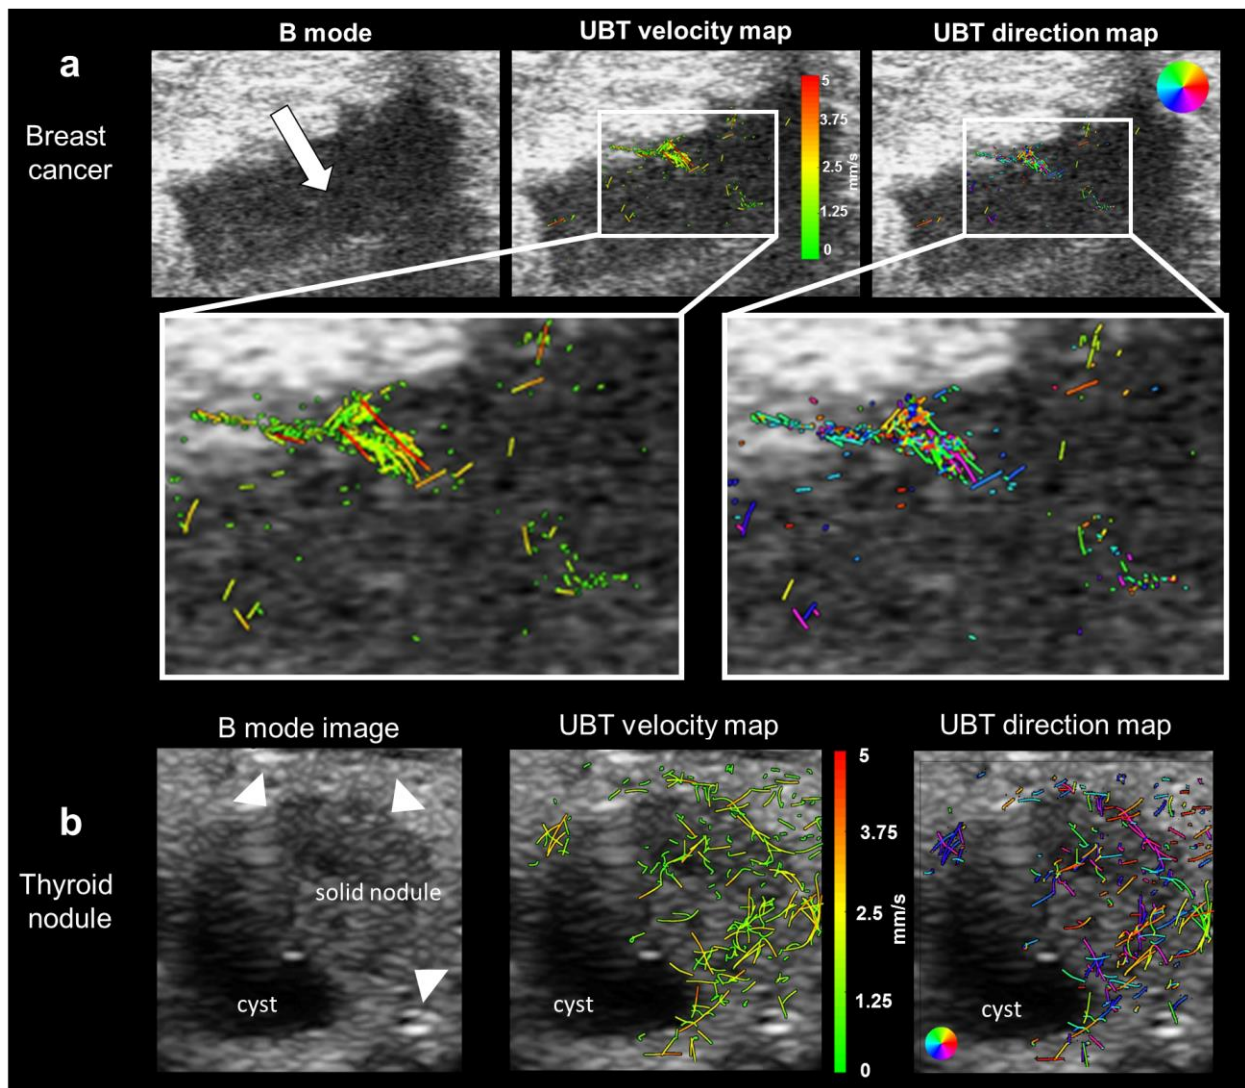 B mode
UBT velocity map
UBT direction map
a
Breast
cancer
5
3.75
2.5
1.25
0
mm/s
B mode image
UBT velocity map
UBT direction map
b
Thyroid
nodule
solid nodule
cyst
cyst
5
3.75
2.5
1.25
0
mm/s
cyst